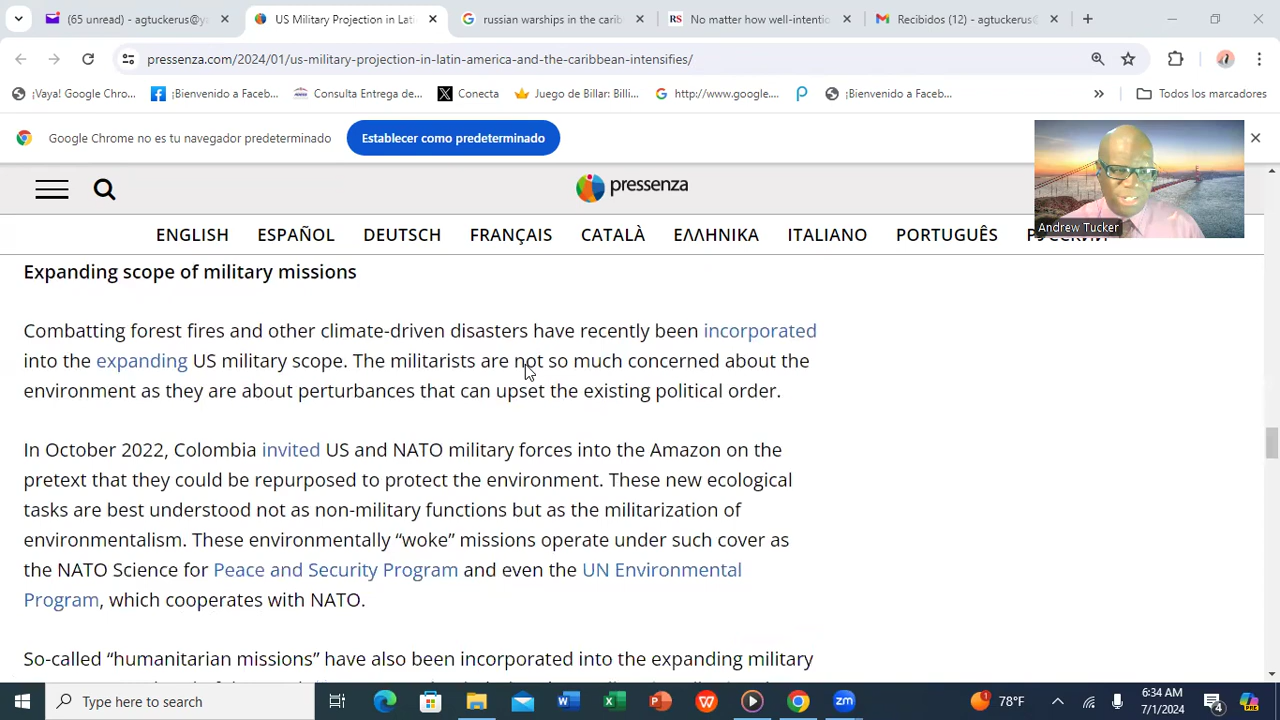 (65 unread) - agtuckerus@y
US Military Projection in Lati
russian warships in the carib
RS No matter how well-intentio
Recibidos (12) - agtuckerus@
pressenza.com/2024/01/us-military-projection-in-latin-america-and-the-caribbean-intensifies/
¡Vaya! Google Chro... ¡Bienvenido a Faceb... Consulta Entrega de... Conecta Juego de Billar: Billi... http://www.google.... ¡Bienvenido a Faceb... » Todos los marcadores
Google Chrome no es tu navegador predeterminado Establecer como predeterminado
pressenza
Andrew Tucker
ENGLISH ESPAÑOL DEUTSCH FRANÇAIS CATALÀ ΕΛΛΗΝΙΚΑ ITALIANO PORTUGUÊS
Expanding scope of military missions
Combatting forest fires and other climate-driven disasters have recently been incorporated
into the expanding US military scope. The militarists are not so much concerned about the
environment as they are about perturbances that can upset the existing political order.
In October 2022, Colombia invited US and NATO military forces into the Amazon on the
pretext that they could be repurposed to protect the environment. These new ecological
tasks are best understood not as non-military functions but as the militarization of
environmentalism. These environmentally “woke” missions operate under such cover as
the NATO Science for Peace and Security Program and even the UN Environmental
Program, which cooperates with NATO.
So-called “humanitarian missions” have also been incorporated into the expanding military
Type here to search
1
78°F
6:34 AM
7/1/2024
4